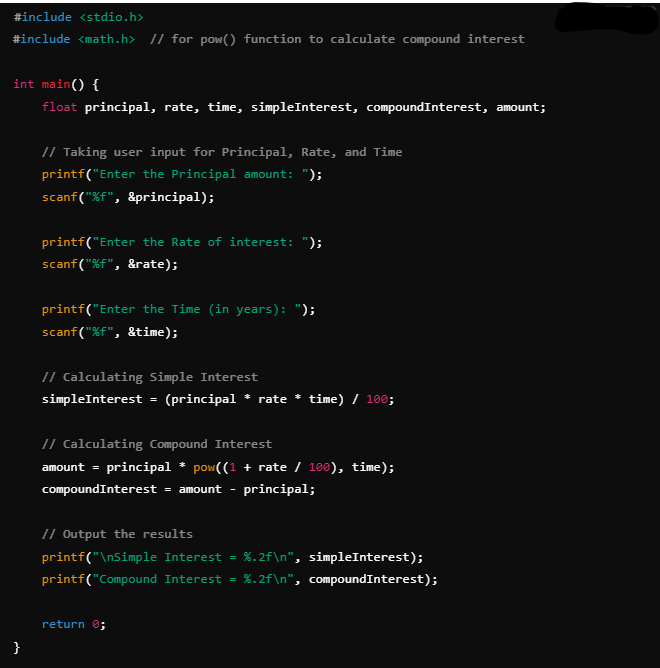 #include <stdio.h>
#include <math.h>  // for pow() function to calculate compound interest
int main() {
    float principal, rate, time, simpleInterest, compoundInterest, amount;
    // Taking user input for Principal, Rate, and Time
    printf("Enter the Principal amount: ");
    scanf("%f", &principal);
    printf("Enter the Rate of interest: ");
    scanf("%f", &rate);
    printf("Enter the Time (in years): ");
    scanf("%f", &time);
    // Calculating Simple Interest
    simpleInterest = (principal * rate * time) / 100;
    // Calculating Compound Interest
    amount = principal * pow((1 + rate / 100), time);
    compoundInterest = amount - principal;
    // Output the results
    printf("\nSimple Interest = %.2f\n", simpleInterest);
    printf("Compound Interest = %.2f\n", compoundInterest);
    return 0;
}